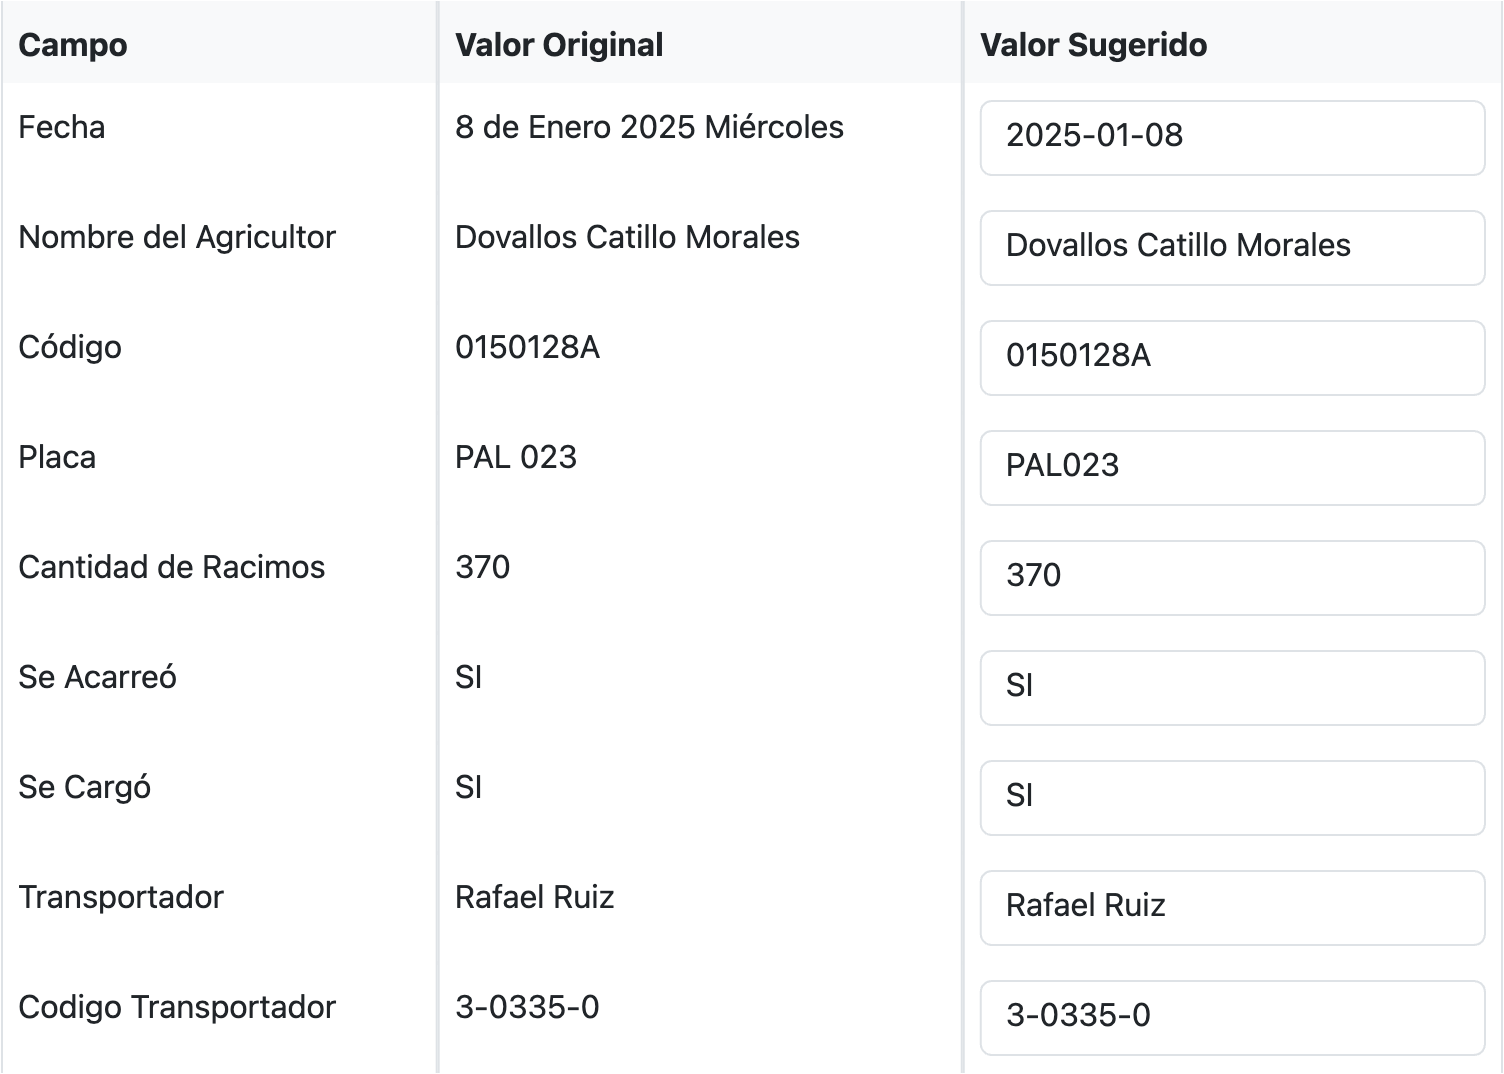 Campo Valor Original Valor Sugerido
Fecha 8 de Enero 2025 Miércoles 2025-01-08
Nombre del Agricultor Dovallos Catillo Morales Dovallos Catillo Morales
Código 0150128A 0150128A
Placa PAL 023 PAL023
Cantidad de Racimos 370 370
Se Acarreó SI SI
Se Cargó SI SI
Transportador Rafael Ruiz Rafael Ruiz
Codigo Transportador 3-0335-0 3-0335-0